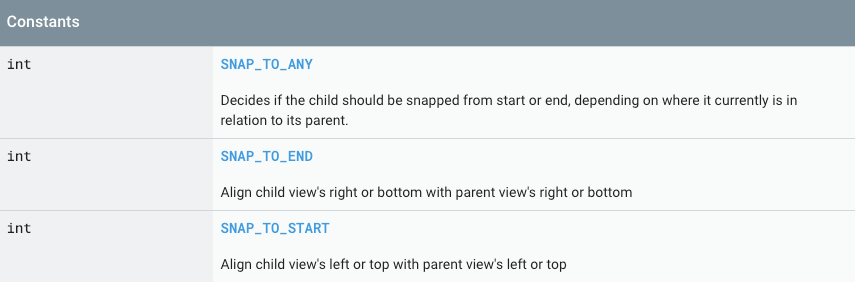 Constants
int SNAP_TO_ANY
Decides if the child should be snapped from start or end, depending on where it currently is in
relation to its parent.
int SNAP_TO_END
Align child view's right or bottom with parent view's right or bottom
int SNAP_TO_START
Align child view's left or top with parent view's left or top